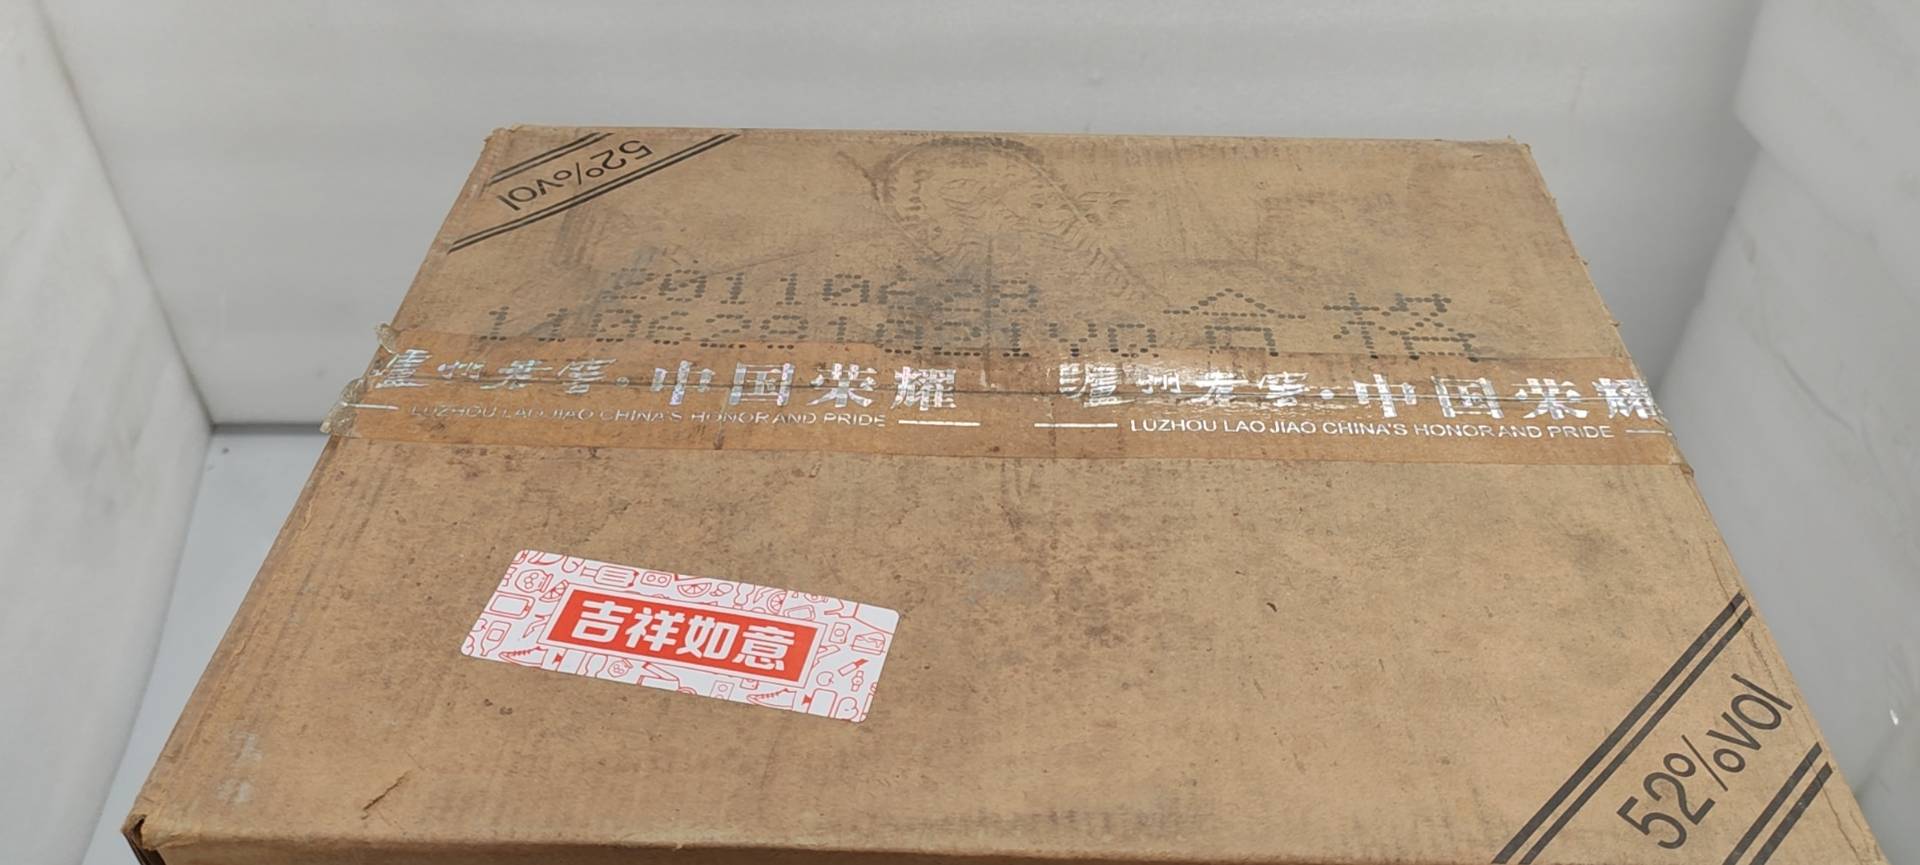 52%vol
20110628
11106281021YD 合格
泸州老窖·中国荣耀 泸州老窖·中国荣耀
LUZHOU LAO JIAO CHINA'S HONOR AND PRIDE LUZHOU LAO JIAO CHINA'S HONOR AND PRIDE
吉祥如意
52%vol